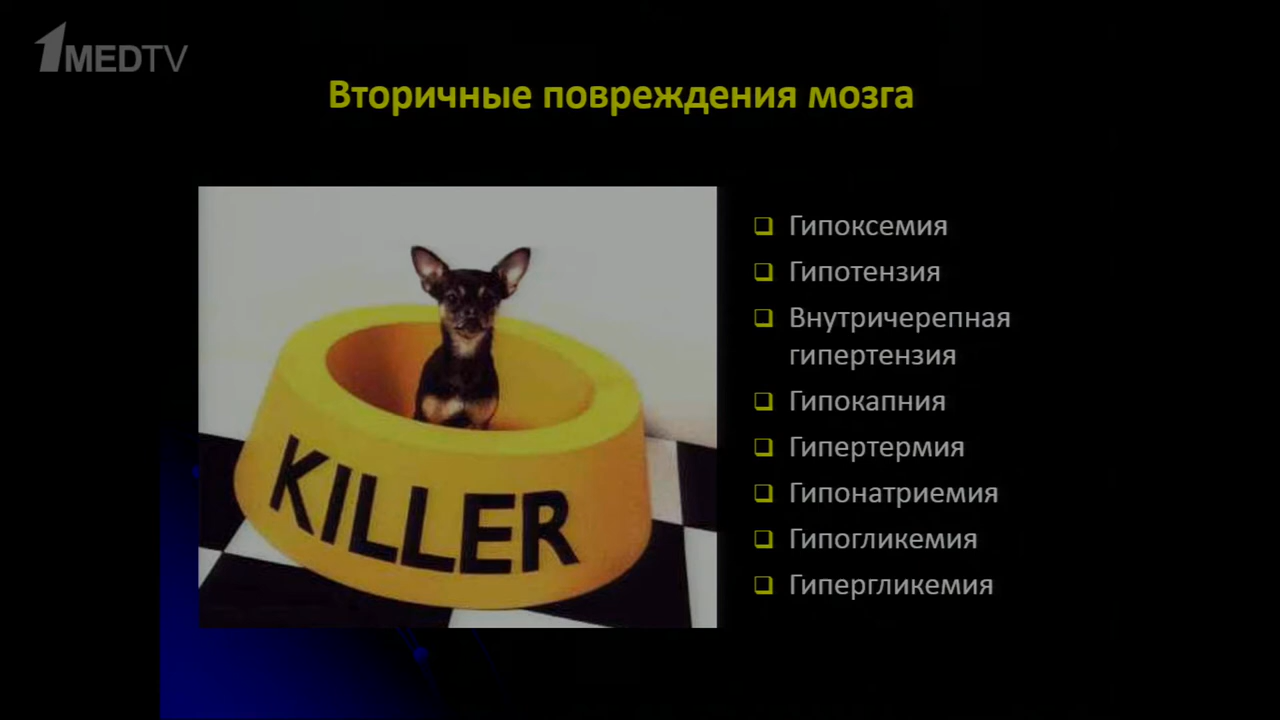 1MEDTV
Вторичные повреждения мозга
Гипоксемия
Гипотензия
Внутричерепная
гипертензия
Гипокапния
Гипертермия
Гипонатриемия
Гипогликемия
Гипергликемия
KILLER